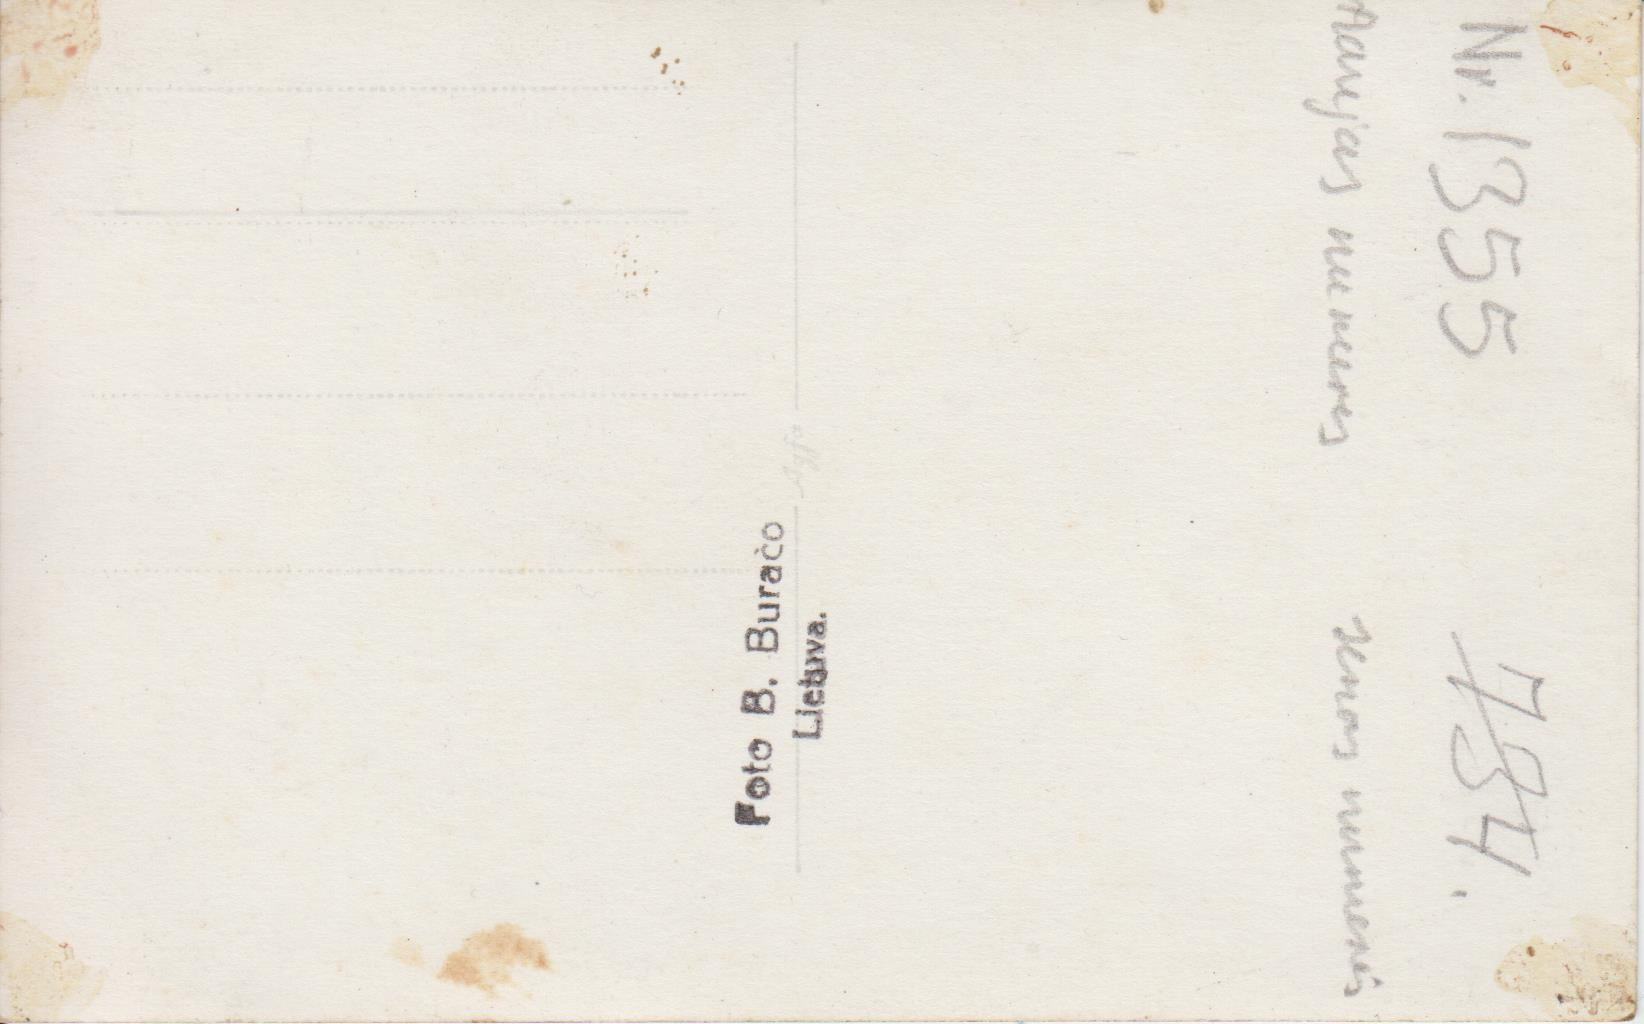 Nr. 1355 734.
Naujas numeris senas numeris
Foto B. Buračo
Lietuva.